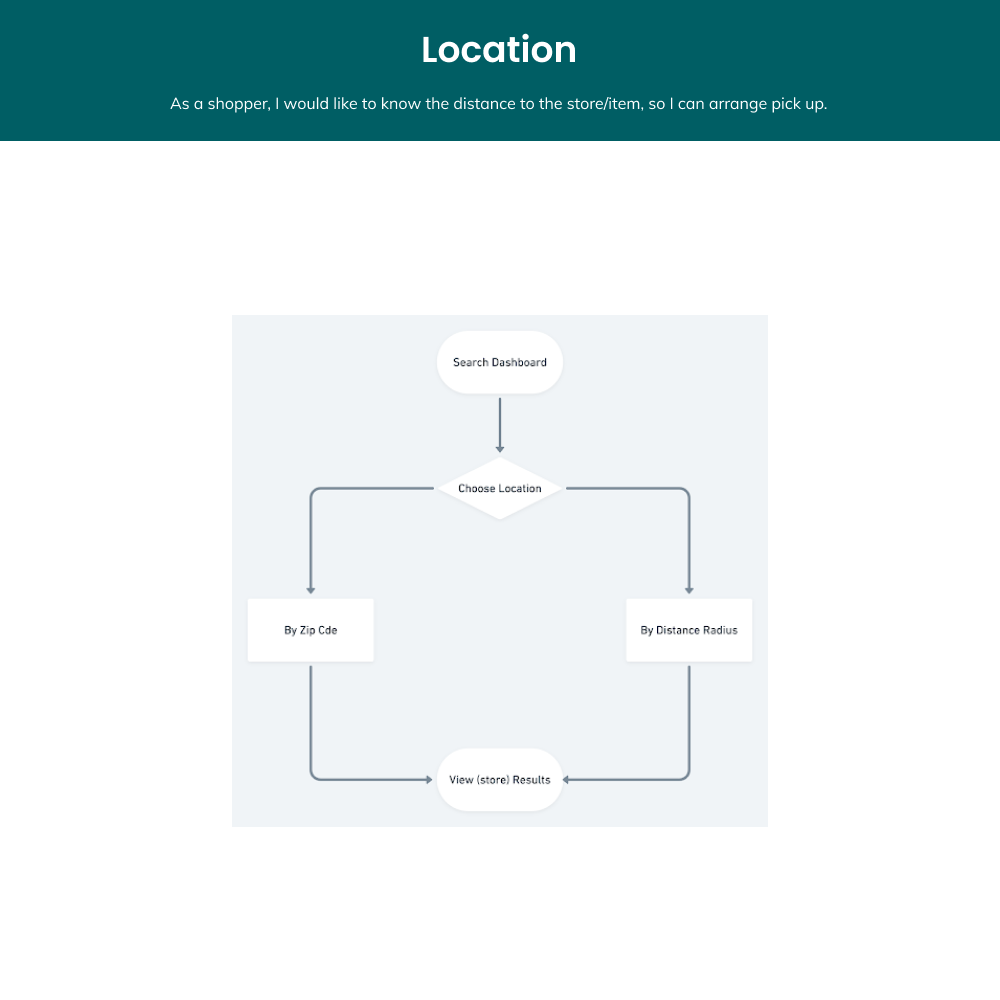 Location
As a shopper, I would like to know the distance to the store/item, so I can arrange pick up.
Search Dashboard
Choose Location
By Zip Cde
By Distance Radius
View (store) Results